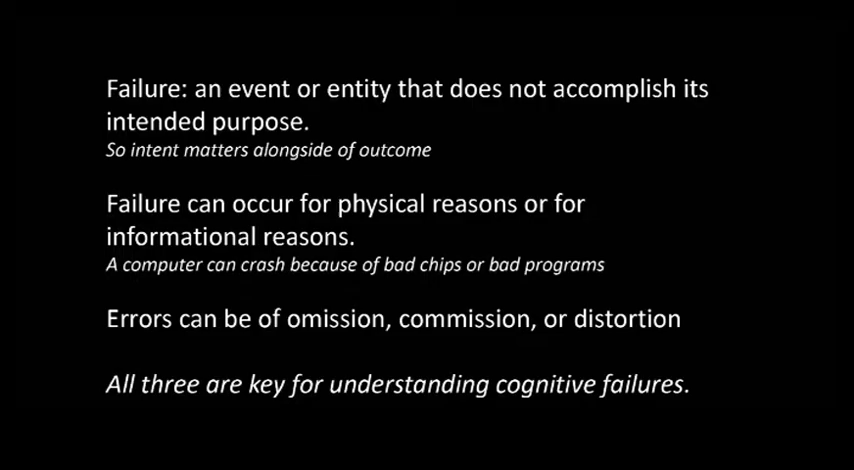 Failure: an event or entity that does not accomplish its
intended purpose.
So intent matters alongside of outcome
Failure can occur for physical reasons or for
informational reasons.
A computer can crash because of bad chips or bad programs
Errors can be of omission, commission, or distortion
All three are key for understanding cognitive failures.